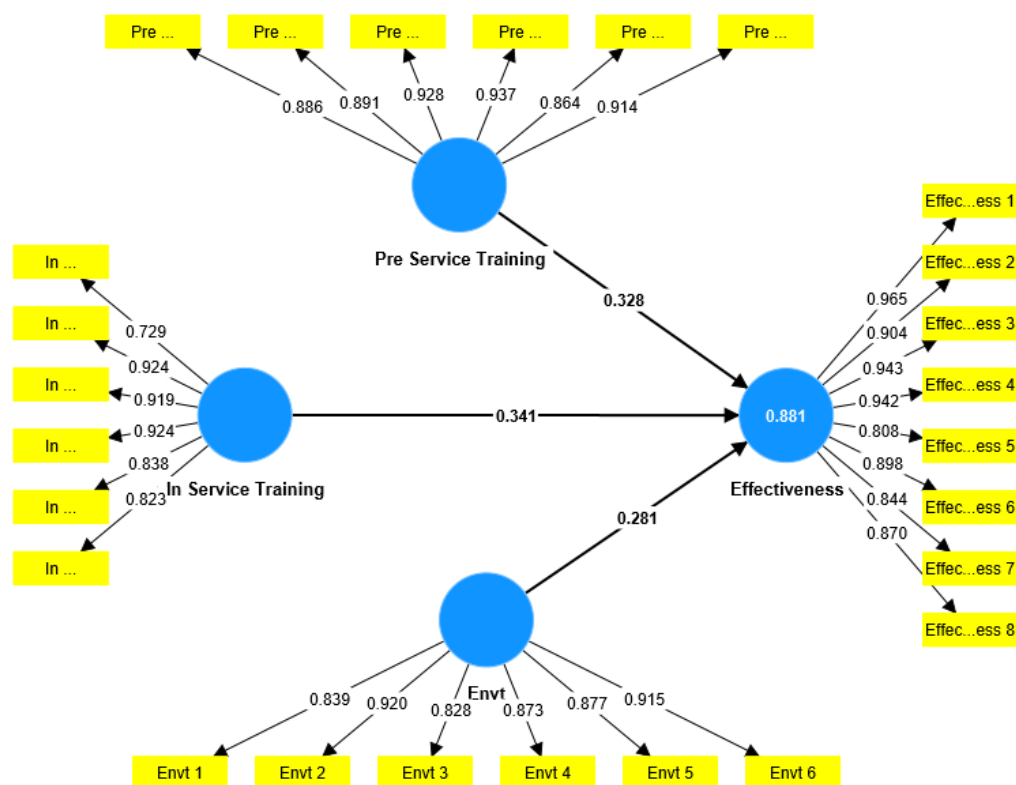 Pre ...
Pre ...
Pre ...
Pre ...
Pre ...
Pre ...
0.886
0.891
0.928
0.937
0.864
0.914
Pre Service Training
In ...
In ...
In ...
In ...
In ...
In ...
0.729
0.924
0.919
0.924
0.838
0.823
In Service Training
0.328
0.341
0.281
0.881
Effectiveness
0.965
0.904
0.943
0.942
0.808
0.898
0.844
0.870
Effec...ess 1
Effec...ess 2
Effec...ess 3
Effec...ess 4
Effec...ess 5
Effec...ess 6
Effec...ess 7
Effec...ess 8
Envt
0.839
0.920
0.828
0.873
0.877
0.915
Envt 1
Envt 2
Envt 3
Envt 4
Envt 5
Envt 6